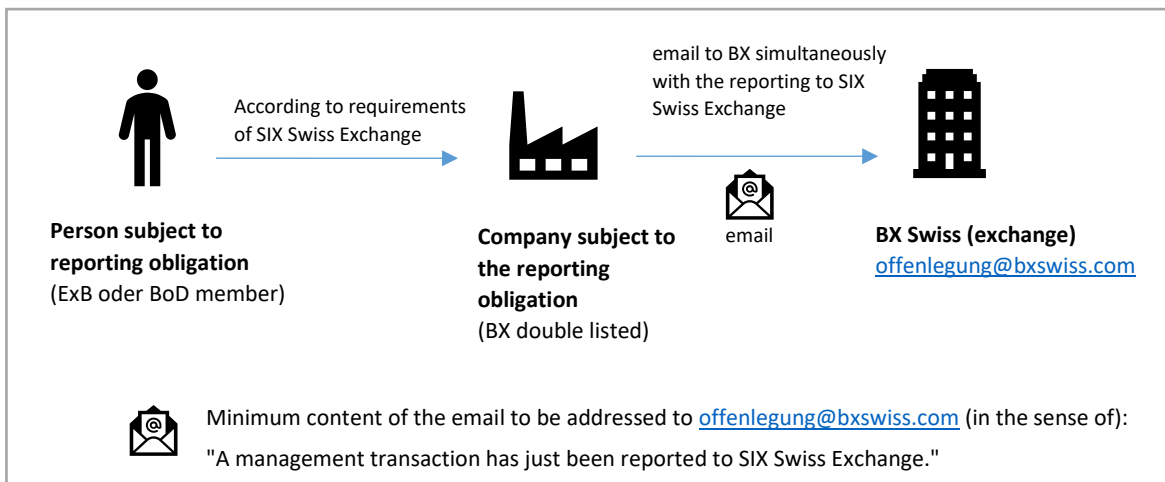 According to requirements
of SIX Swiss Exchange
email to BX simultaneously
with the reporting to SIX
Swiss Exchange
@
email
Person subject to
reporting obligation
(ExB oder BoD member)
Company subject to
the reporting
obligation
(BX double listed)
BX Swiss (exchange)
offenlegung@bxswiss.com
@
Minimum content of the email to be addressed to offenlegung@bxswiss.com (in the sense of):
"A management transaction has just been reported to SIX Swiss Exchange."